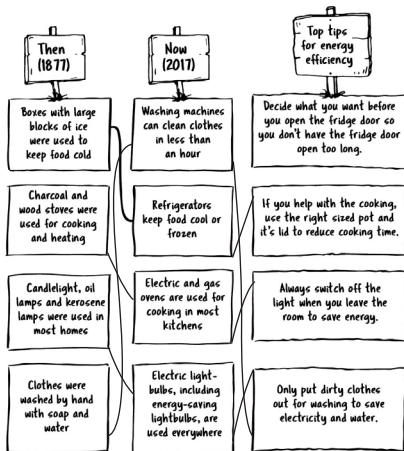 Then
(1877)
Now
(2017)
Top tips
for energy
efficiency
Boxes with large
blocks of ice
were used to
keep food cold
Washing machines
can clean clothes
in less than
an hour
Decide what you want before
you open the fridge door so
you don't have the fridge door
open too long.
Charcoal and
wood stoves were
used for cooking
and heating
Refrigerators
keep food cool or
frozen
If you help with the cooking,
use the right sized pot and
it's lid to reduce cooking time.
Candlelight, oil
lamps and kerosene
lamps were used in
most homes
Electric and gas
ovens are used for
cooking in most
kitchens
Always switch off the
light when you leave the
room to save energy.
Clothes were
washed by hand
with soap and
water
Electric light-
bulbs, including
energy-saving
lightbulbs, are
used everywhere
Only put dirty clothes
out for washing to save
electricity and water.